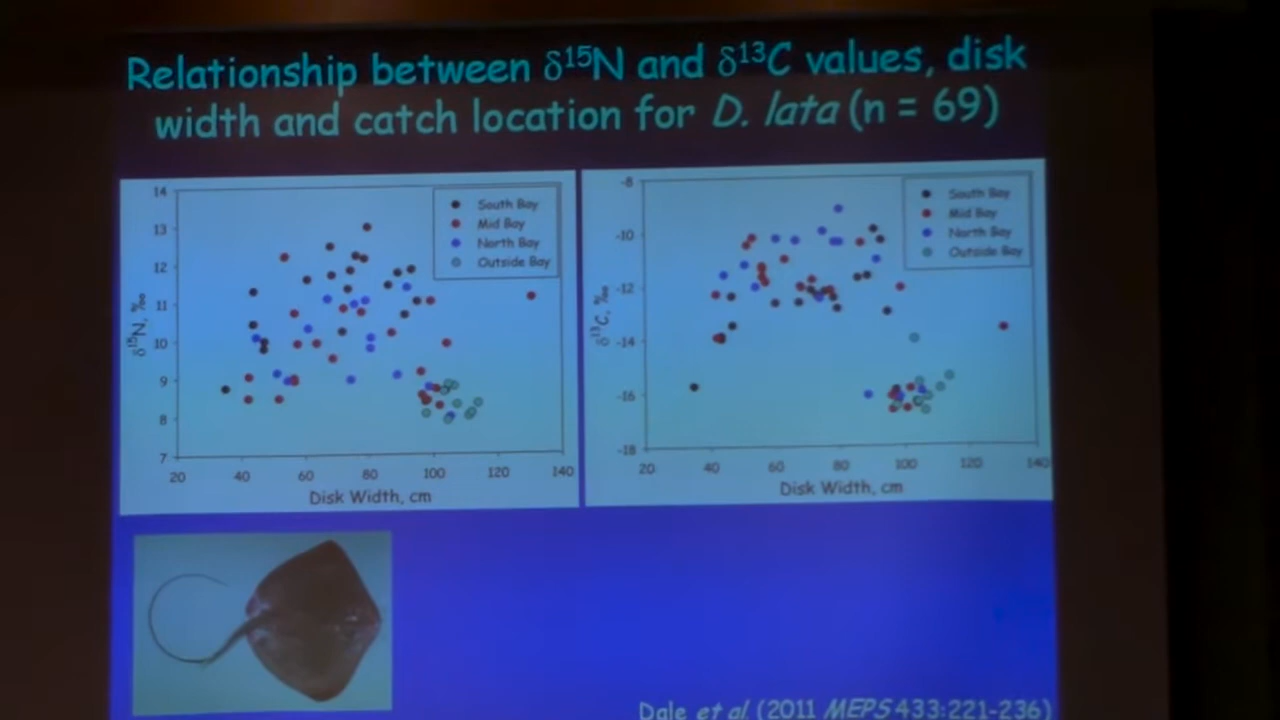 Relationship between δ15N and δ13C values, disk
width and catch location for D. lata (n = 69)
14
13
12
11
10
9
8
7
δ15N, ‰
South Bay
Mid Bay
North Bay
Outside Bay
20 40 60 80 100 120 140
Disk Width, cm
-8
-10
-12
-14
-16
-18
δ13C, ‰
South Bay
Mid Bay
North Bay
Outside Bay
20 40 60 80 100 120 140
Disk Width, cm
Dale et al. (2011 MEPS 433:221-236)